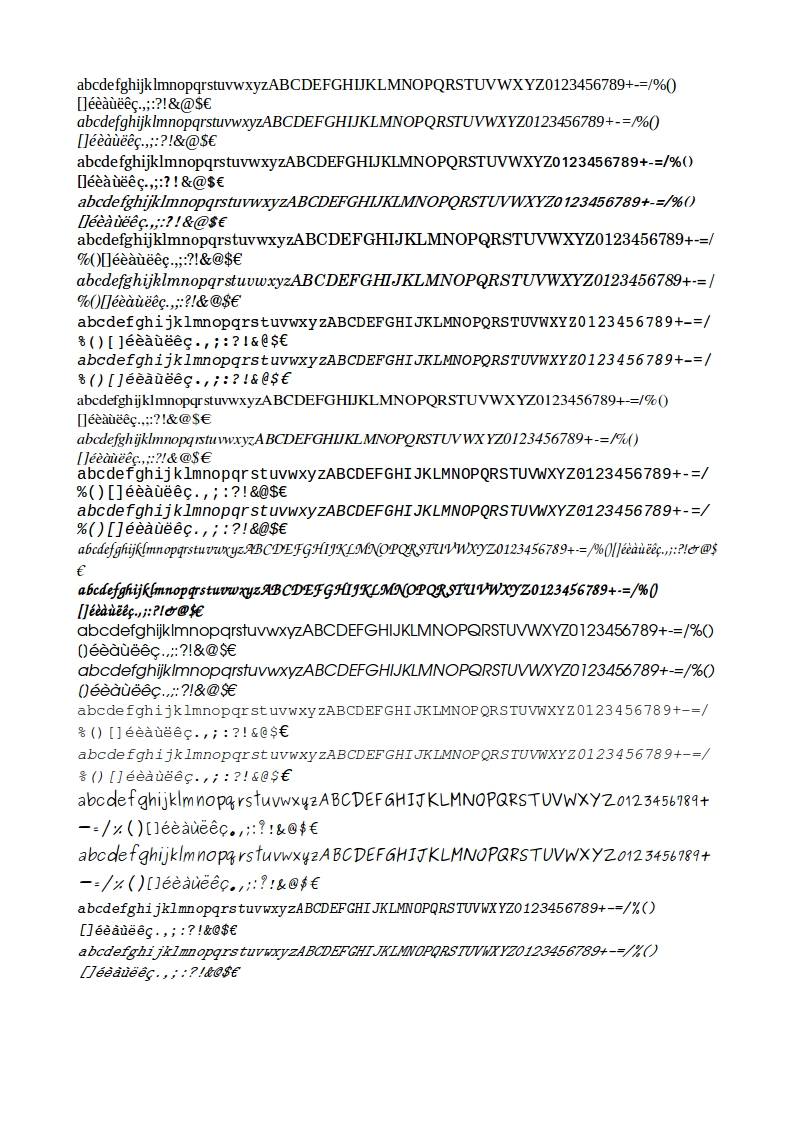 abcdefghijklmnopqrstuvwxyzABCDEFGHIJKLMNOPQRSTUVWXYZ0123456789+-=/%()
[]éèàùëêç.,;:?!&@$€
abcdefghijklmnopqrstuvwxyzABCDEFGHIJKLMNOPQRSTUVWXYZ0123456789+-=/%()
[]éèàùëêç.,;:?!&@$€
abcdefghijklmnopqrstuvwxyzABCDEFGHIJKLMNOPQRSTUVWXYZ0123456789+-=/%()
[]éèàùëêç.,;:?!&@$€
abcdefghijklmnopqrstuvwxyzABCDEFGHIJKLMNOPQRSTUVWXYZ0123456789+-=/%()
[]éèàùëêç.,;:?!&@$€
abcdefghijklmnopqrstuvwxyzABCDEFGHIJKLMNOPQRSTUVWXYZ0123456789+-=/
%()[]éèàùëêç.,;:?!&@$€
abcdefghijklmnopqrstuvwxyzABCDEFGHIJKLMNOPQRSTUVWXYZ0123456789+-=/
%()[]éèàùëêç.,;:?!&@$€
abcdefghijklmnopqrstuvwxyzABCDEFGHIJKLMNOPQRSTUVWXYZ0123456789+-=/
%()[]éèàùëêç.,;:?!&@$€
abcdefghijklmnopqrstuvwxyzABCDEFGHIJKLMNOPQRSTUVWXYZ0123456789+-=/
%()[]éèàùëêç.,;:?!&@$€
abcdefghijklmnopqrstuvwxyzABCDEFGHIJKLMNOPQRSTUVWXYZ0123456789+-=/%()
[]éèàùëêç.,;:?!&@$€
abcdefghijklmnopqrstuvwxyzABCDEFGHIJKLMNOPQRSTUVWXYZ0123456789+-=/%()
[]éèàùëêç.,;:?!&@$€
abcdefghijklmnopqrstuvwxyzABCDEFGHIJKLMNOPQRSTUVWXYZ0123456789+-=/
%()[]éèàùëêç.,;:?!&@$€
abcdefghijklmnopqrstuvwxyzABCDEFGHIJKLMNOPQRSTUVWXYZ0123456789+-=/
%()[]éèàùëêç.,;:?!&@$€
abcdefghijklmnopqrstuvwxyzABCDEFGHIJKLMNOPQRSTUVWXYZ0123456789+-=/%()[]éèàùëêç.,;:?!&@$
€
abcdefghijklmnopqrstuvwxyzABCDEFGHIJKLMNOPQRSTUVWXYZ0123456789+-=/%()
[]éèàùëêç.,;:?!&@$€
abcdefghijklmnopqrstuvwxyzABCDEFGHIJKLMNOPQRSTUVWXYZ0123456789+-=/%()
[]éèàùëêç.,;:?!&@$€
abcdefghijklmnopqrstuvwxyzABCDEFGHIJKLMNOPQRSTUVWXYZ0123456789+-=/%()
[]éèàùëêç.,;:?!&@$€
abcdefghijklmnopqrstuvwxyzABCDEFGHIJKLMNOPQRSTUVWXYZ0123456789+-=/
%()[]éèàùëêç.,;:?!&@$€
abcdefghijklmnopqrstuvwxyzABCDEFGHIJKLMNOPQRSTUVWXYZ0123456789+-=/
%()[]éèàùëêç.,;:?!&@$€
abcdefghijklmnopqrstuvwxyzABCDEFGHIJKLMNOPQRSTUVWXYZ0123456789+
-=/%()[]éèàùëêç.,;:?!&@$€
abcdefghijklmnopqrstuvwxyzABCDEFGHIJKLMNOPQRSTUVWXYZ0123456789+
-=/%()[]éèàùëêç.,;:?!&@$€
abcdefghijklmnopqrstuvwxyzABCDEFGHIJKLMNOPQRSTUVWXYZ0123456789+-=/%()
[]éèàùëêç.,;:?!&@$€
abcdefghijklmnopqrstuvwxyzABCDEFGHIJKLMNOPQRSTUVWXYZ0123456789+-=/%()
[]éèàùëêç.,;:?!&@$€